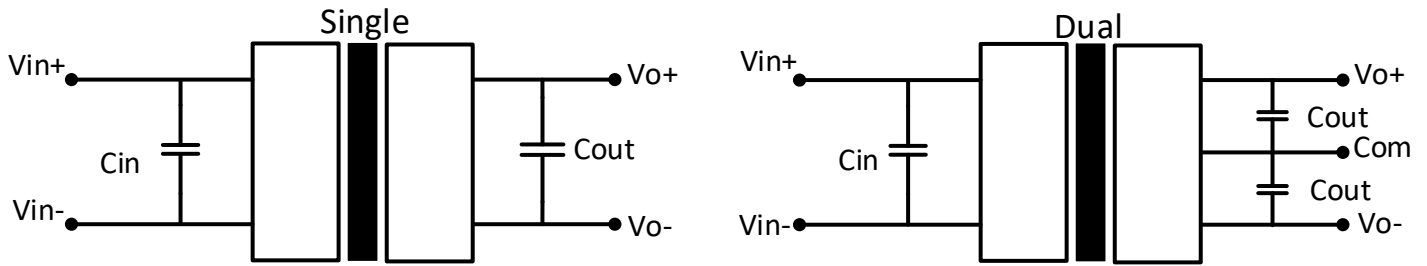 Single
Vin+
Cin
Vin-
Vo+
Cout
Vo-
Dual
Vin+
Cin
Vin-
Vo+
Cout
Com
Cout
Vo-